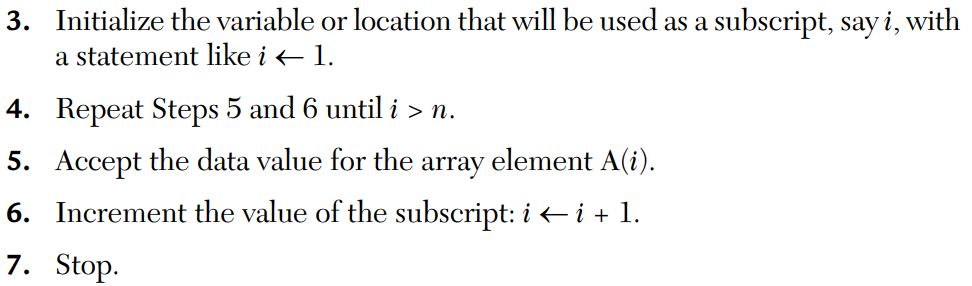 3. Initialize the variable or location that will be used as a subscript, say i, with
a statement like i ← 1.
4. Repeat Steps 5 and 6 until i > n.
5. Accept the data value for the array element A(i).
6. Increment the value of the subscript: i ← i + 1.
7. Stop.